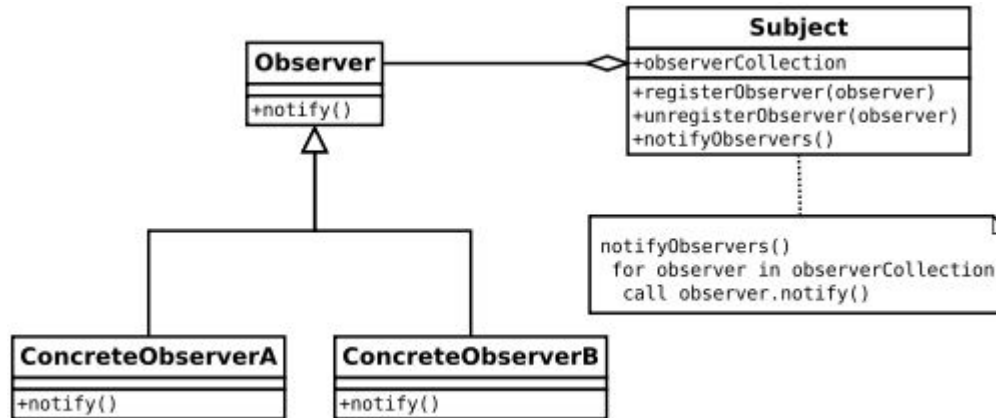 Subject
+observerCollection
+registerObserver(observer)
+unregisterObserver(observer)
+notifyObservers()
Observer
+notify()
notifyObservers()
for observer in observerCollection
call observer.notify()
ConcreteObserverA
+notify()
ConcreteObserverB
+notify()